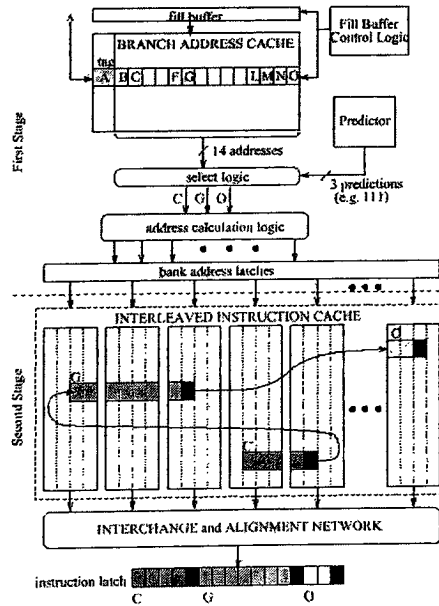 fill buffer
Fill Buffer
Control Logic
BRANCH ADDRESS CACHE
tag
A B C F G L M N O
Predictor
First Stage
14 addresses
select logic
3 predictions
(e.g. 111)
C G O
address calculation logic
bank address latches
INTERLEAVED INSTRUCTION CACHE
O
G
C
Second Stage
INTERCHANGE and ALIGNMENT NETWORK
instruction latch
C G O